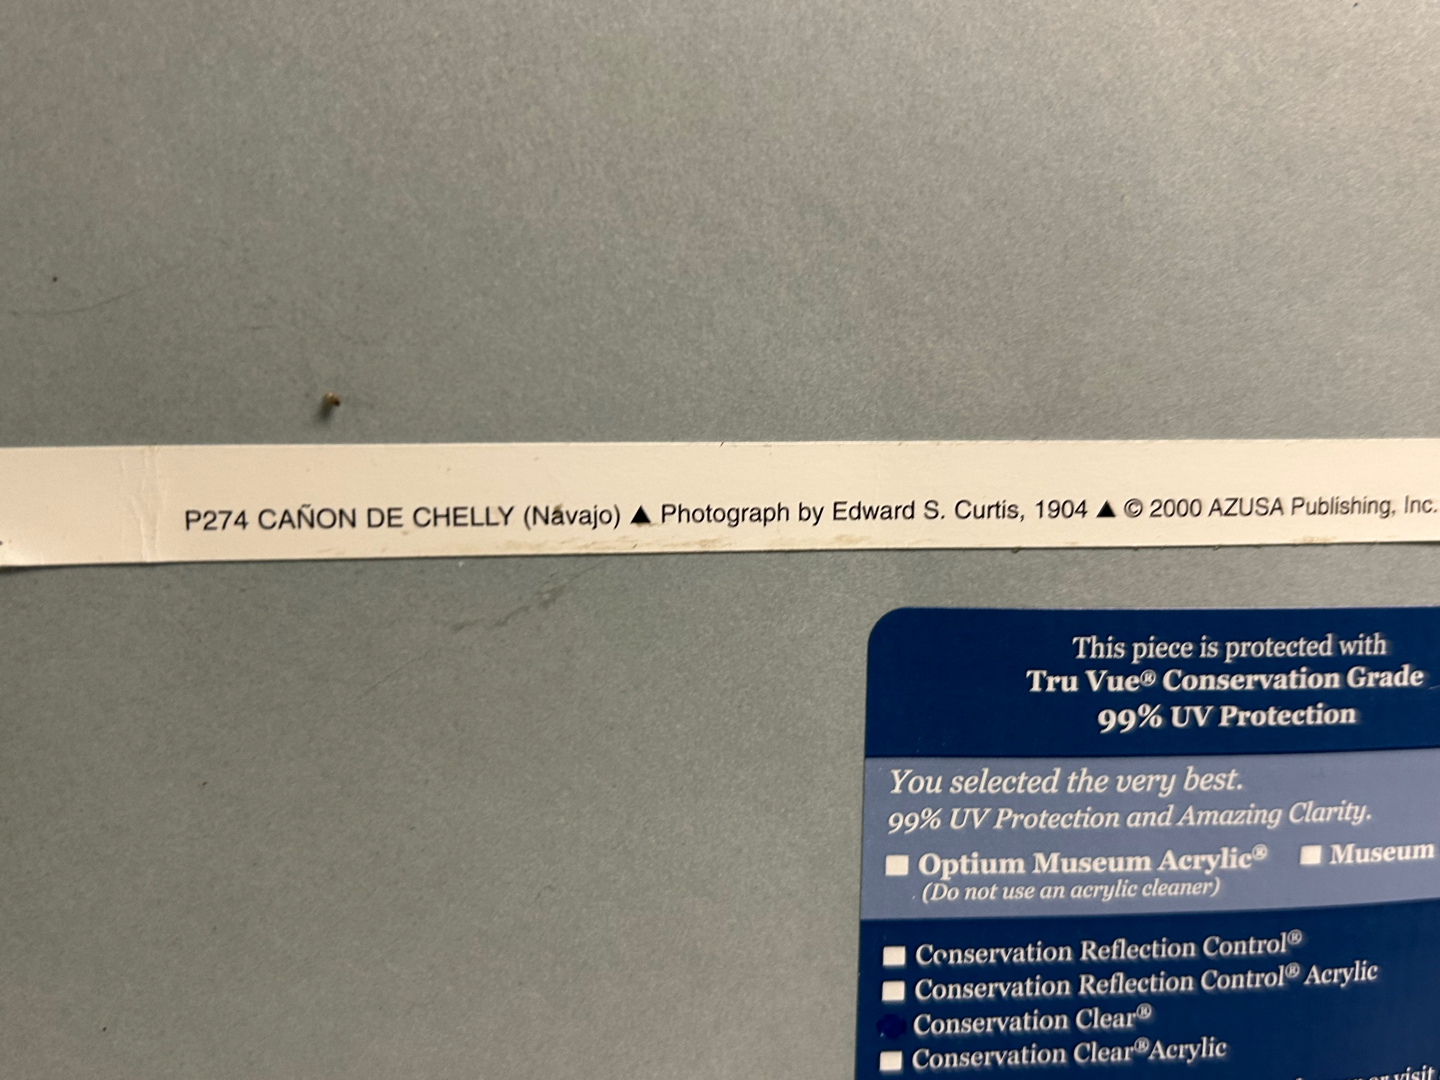 P274 CAÑON DE CHELLY (Navajo) ▲ Photograph by Edward S. Curtis, 1904 ▲ © 2000 AZUSA Publishing, Inc.
This piece is protected with
Tru Vue® Conservation Grade
99% UV Protection
You selected the very best.
99% UV Protection and Amazing Clarity.
Optium Museum Acrylic® Museum
(Do not use an acrylic cleaner)
Conservation Reflection Control®
Conservation Reflection Control® Acrylic
Conservation Clear®
Conservation Clear® Acrylic
visit